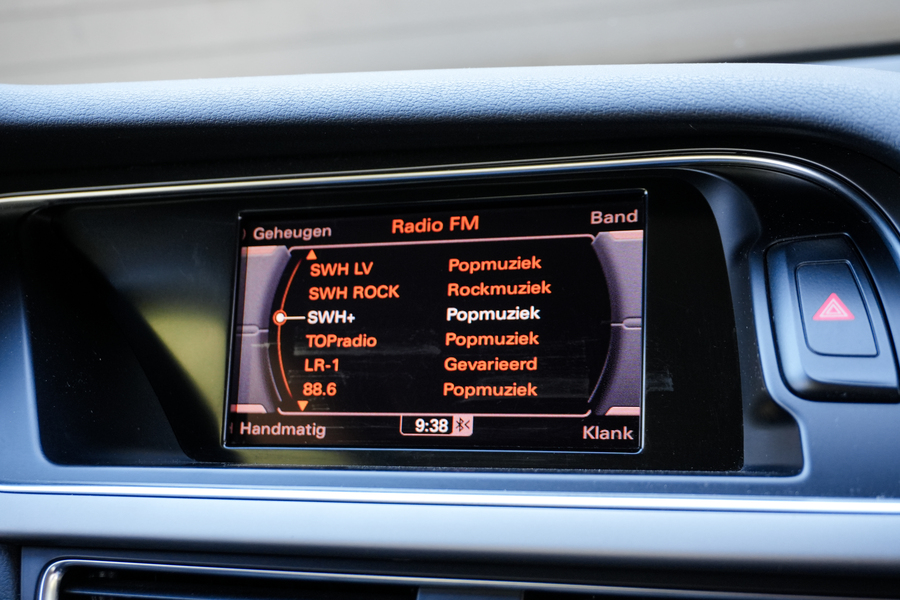 Geheugen Radio FM Band
SWH LV Popmuziek
SWH ROCK Rockmuziek
SWH+ Popmuziek
TOPradio Popmuziek
LR-1 Gevarieerd
88.6 Popmuziek
Handmatig 9:38 Klank